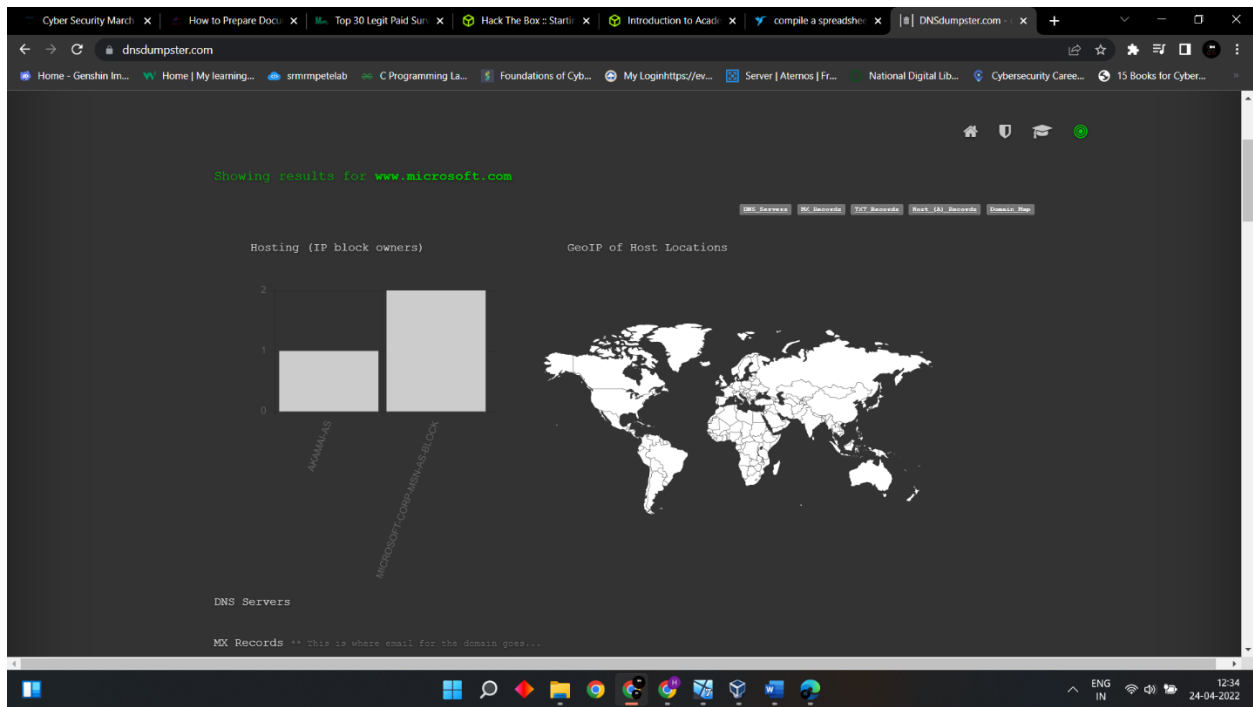 Cyber Security March
How to Prepare Docu
Top 30 Legit Paid Surv
Hack The Box :: Startin
Introduction to Acade
compile a spreadshee
DNSdumpster.com -
dnsdumpster.com
Home - Genshin Im...
Home | My learning...
srmrmpetelab
C Programming La...
Foundations of Cyb...
My Loginhttps://ev...
Server | Aternos | Fr...
National Digital Lib...
Cybersecurity Caree...
15 Books for Cyber...
Showing results for www.microsoft.com
DNS Servers
MX Records
TXT Records
Host (A) Records
Domain Map
Hosting (IP block owners)
GeoIP of Host Locations
2
1
0
AKAMAI-AS
MICROSOFT-CORP-MSN-AS-BLOCK
DNS Servers
MX Records ** This is where email for the domain goes...
ENG
IN
12:34
24-04-2022